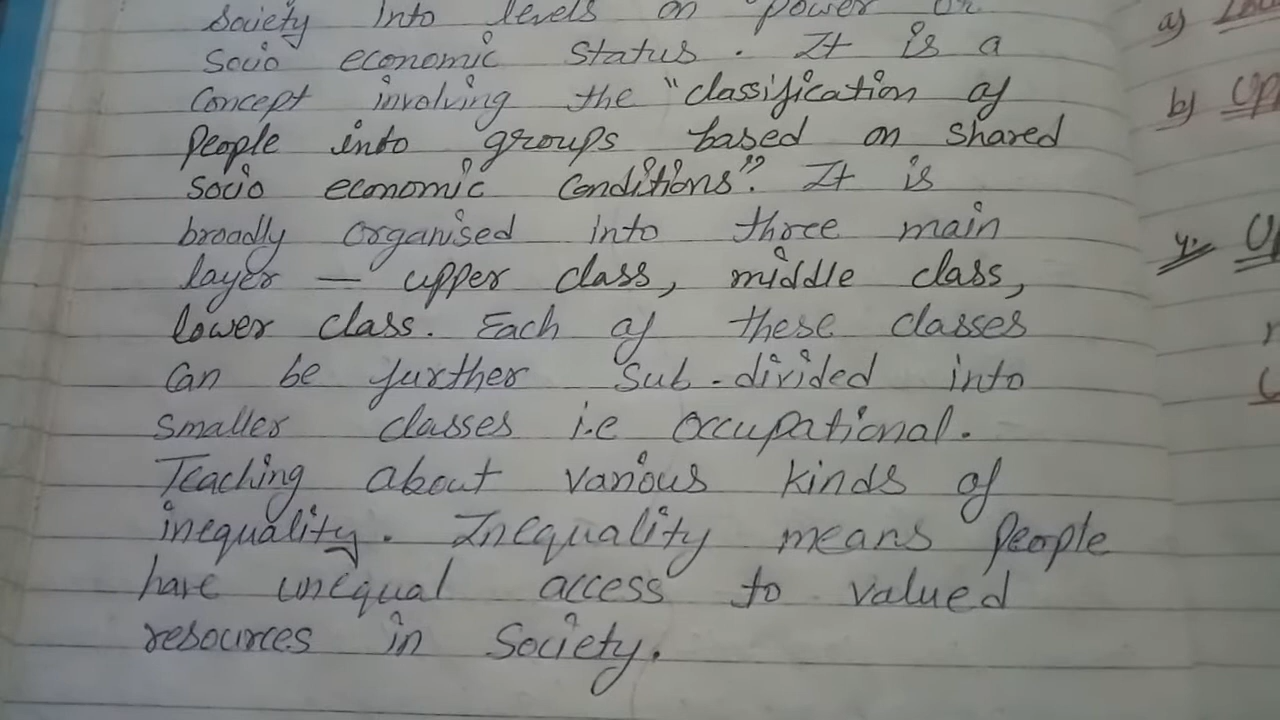 Society Into levels on power or
Socio economic Status. It is a
Concept involving the "classification of
People into groups based on shared
Socio economic Conditions". It is
broadly Organised into three main
layer — upper class, middle class,
lower class. Each of these classes
Can be further Sub-divided into
Smaller classes i.e Occupational.
Teaching about various kinds of
inequality. Inequality means People
have unequal access to valued
resources in Society.
a)
b) UP